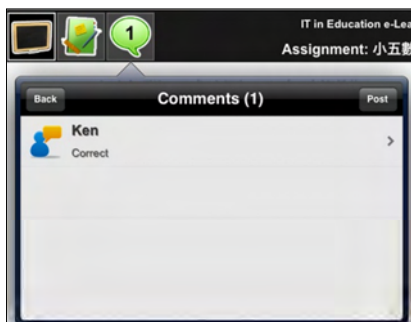 1
IT in Education e-Lea
Assignment: 小五數
Back
Comments (1)
Post
Ken
Correct